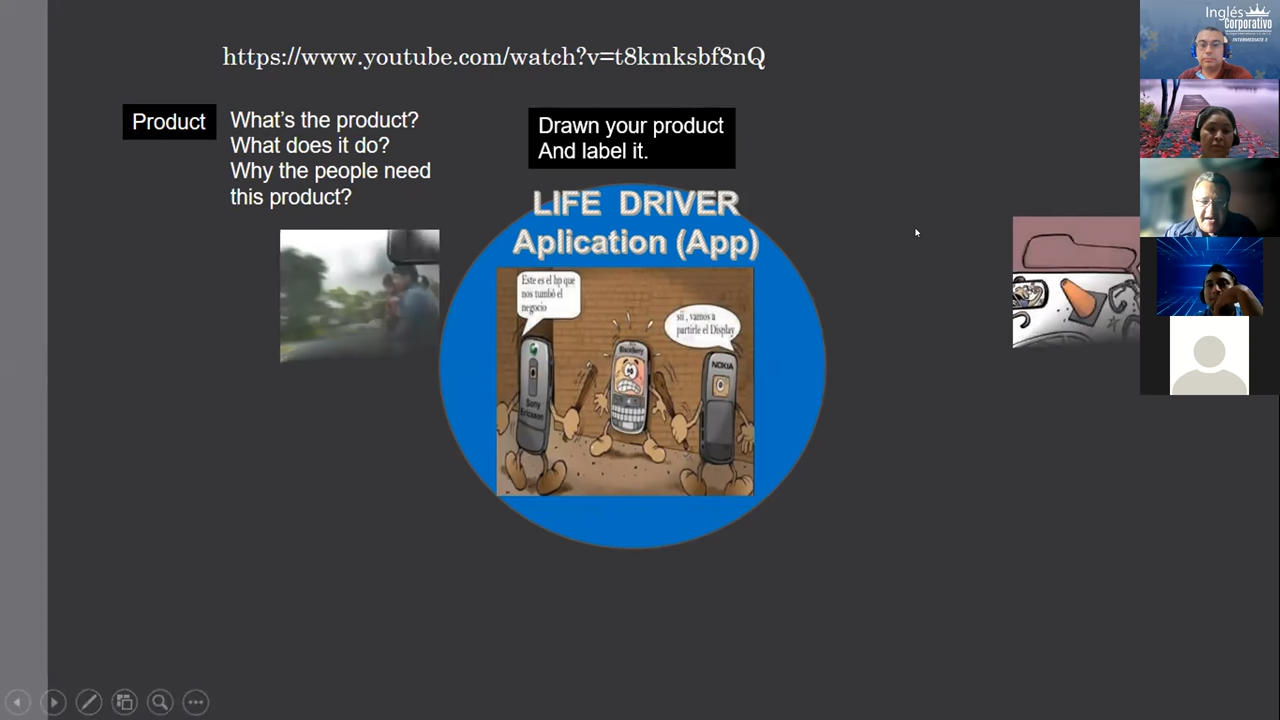 https://www.youtube.com/watch?v=t8kmksbf8nQ
Product
What's the product?
What does it do?
Why the people need
this product?
Drawn your product
And label it.
LIFE DRIVER
Aplication (App)
Este es el hp que
nos tumbó el
negocio
sii, vamos a
partirle el Display
BlackBerry
NOKIA
Sony
Ericsson
Inglés
Corporativo
INTERMEDIATE 3